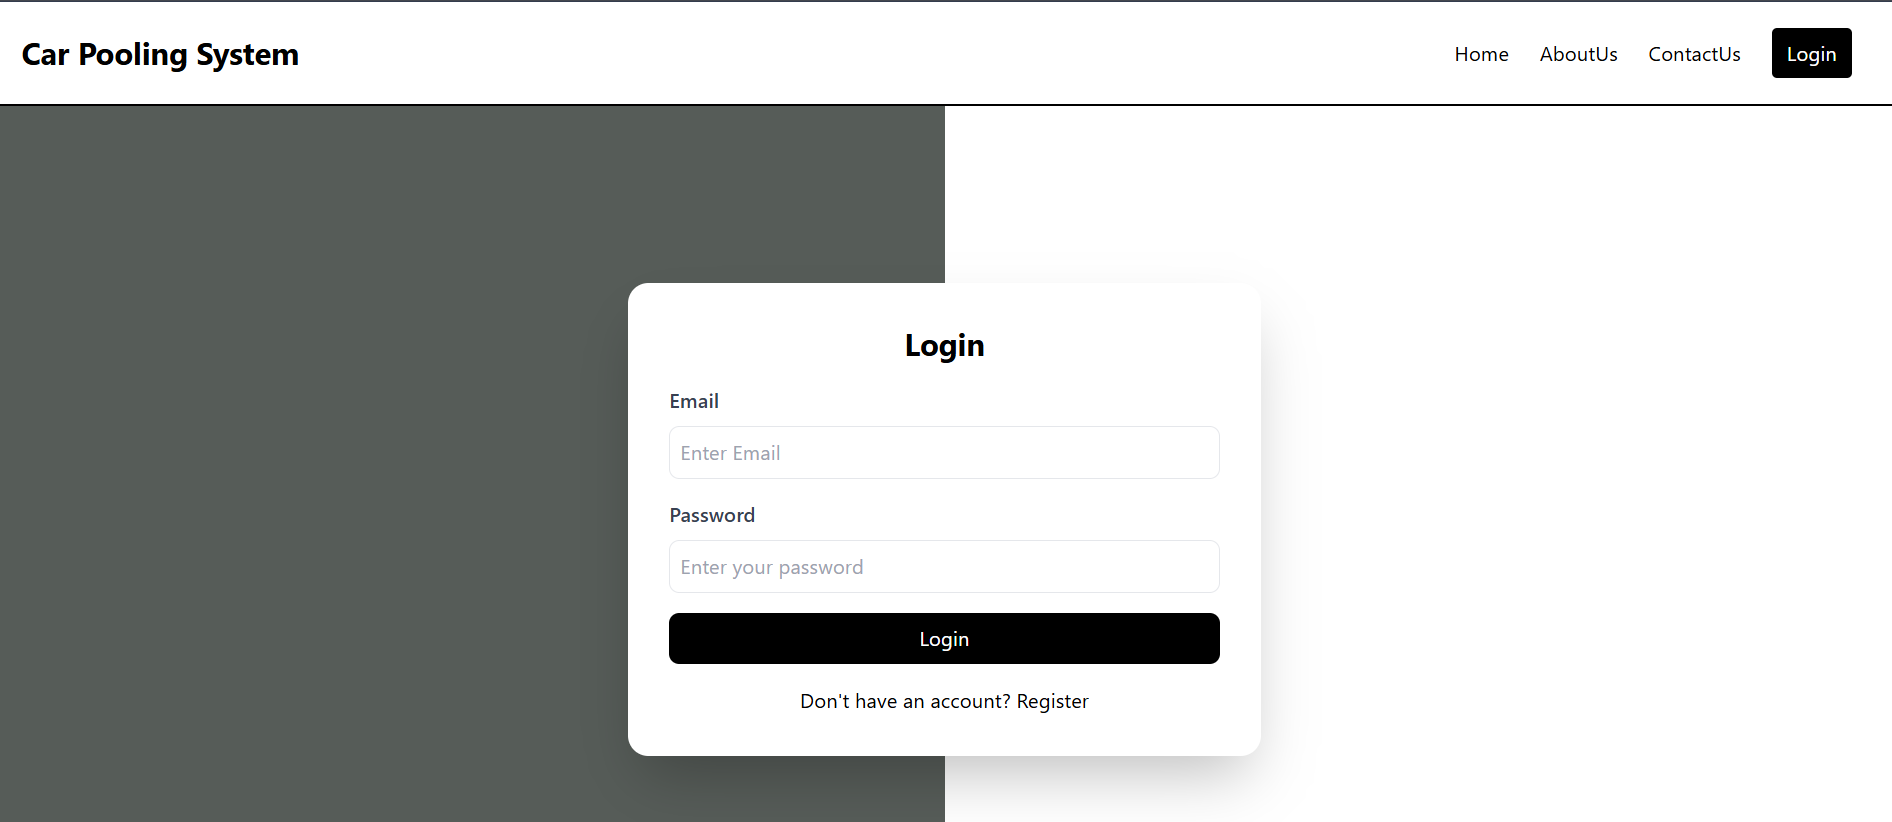 Car Pooling System
Home AboutUs ContactUs Login
Login
Email
Enter Email
Password
Enter your password
Login
Don't have an account? Register